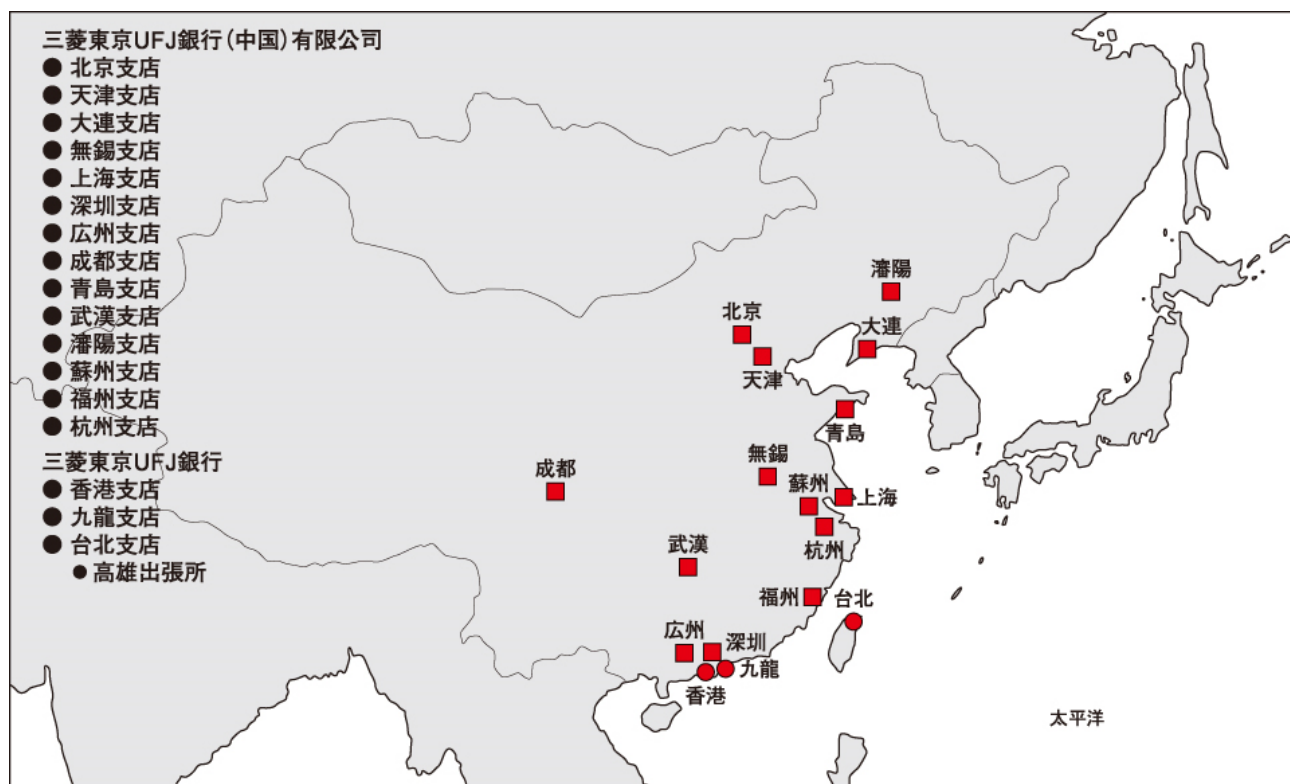 三菱東京UFJ銀行（中国）有限公司
● 北京支店
● 天津支店
● 大連支店
● 無錫支店
● 上海支店
● 深圳支店
● 広州支店
● 成都支店
● 青島支店
● 武漢支店
● 瀋陽支店
● 蘇州支店
● 福州支店
● 杭州支店
三菱東京UFJ銀行
● 香港支店
● 九龍支店
● 台北支店
● 高雄出張所
瀋陽
北京
大連
天津
青島
無錫
成都
蘇州
上海
杭州
武漢
福州
台北
広州
深圳
九龍
香港
太平洋